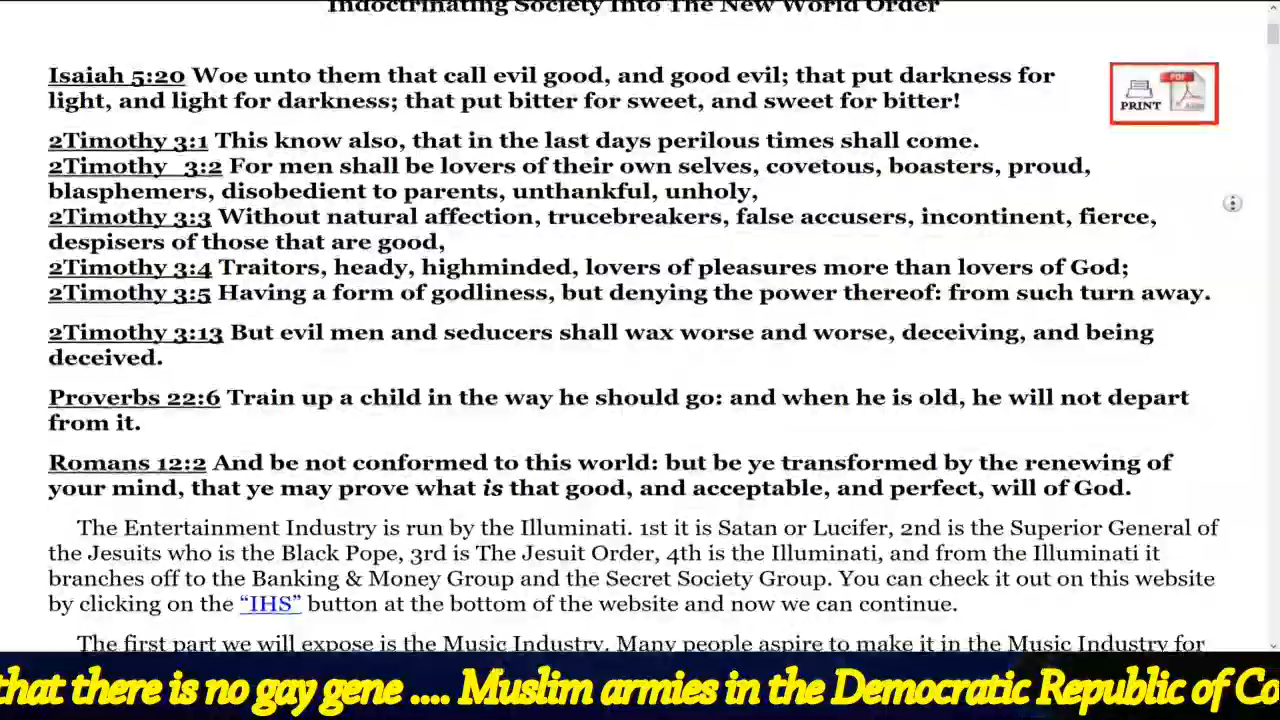 Indoctrinating Society Into The New World Order
Isaiah 5:20 Woe unto them that call evil good, and good evil; that put darkness for
light, and light for darkness; that put bitter for sweet, and sweet for bitter!
PRINT
PDF
2Timothy 3:1 This know also, that in the last days perilous times shall come.
2Timothy 3:2 For men shall be lovers of their own selves, covetous, boasters, proud,
blasphemers, disobedient to parents, unthankful, unholy,
2Timothy 3:3 Without natural affection, trucebreakers, false accusers, incontinent, fierce,
despisers of those that are good,
2Timothy 3:4 Traitors, heady, highminded, lovers of pleasures more than lovers of God;
2Timothy 3:5 Having a form of godliness, but denying the power thereof: from such turn away.
2Timothy 3:13 But evil men and seducers shall wax worse and worse, deceiving, and being
deceived.
Proverbs 22:6 Train up a child in the way he should go: and when he is old, he will not depart
from it.
Romans 12:2 And be not conformed to this world: but be ye transformed by the renewing of
your mind, that ye may prove what is that good, and acceptable, and perfect, will of God.
The Entertainment Industry is run by the Illuminati. 1st it is Satan or Lucifer, 2nd is the Superior General of
the Jesuits who is the Black Pope, 3rd is The Jesuit Order, 4th is the Illuminati, and from the Illuminati it
branches off to the Banking & Money Group and the Secret Society Group. You can check it out on this website
by clicking on the “IHS” button at the bottom of the website and now we can continue.
The first part we will expose is the Music Industry. Many people aspire to make it in the Music Industry for
that there is no gay gene .... Muslim armies in the Democratic Republic of Co